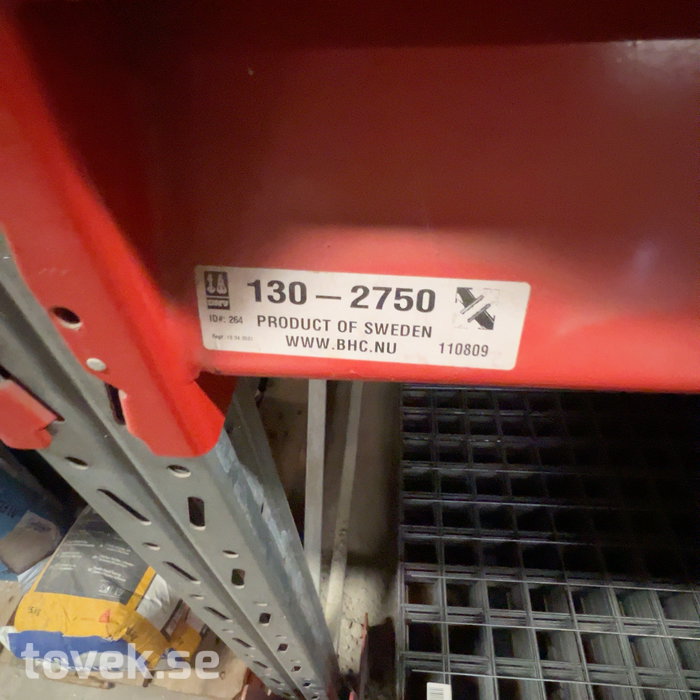 130 – 2750
ID#: 264
PRODUCT OF SWEDEN
WWW.BHC.NU
110809
tovek.se